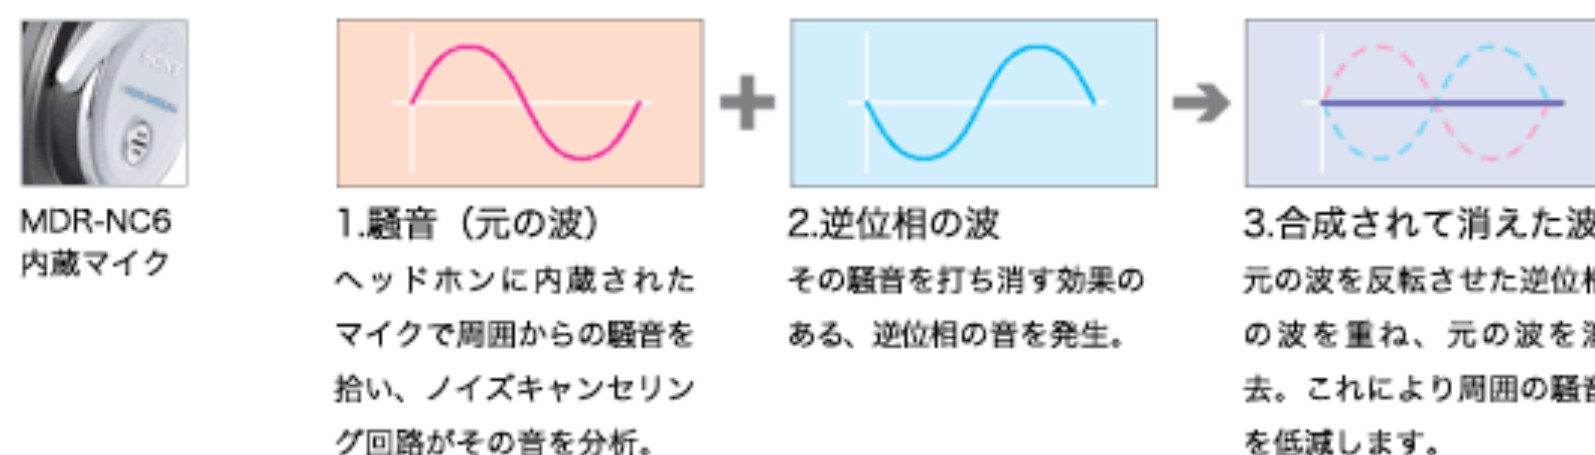 SONY
MDR-NC6
内蔵マイク
1.騒音（元の波）
ヘッドホンに内蔵された
マイクで周囲からの騒音を
拾い、ノイズキャンセリン
グ回路がその音を分析。
2.逆位相の波
その騒音を打ち消す効果の
ある、逆位相の音を発生。
3.合成されて消えた波
元の波を反転させた逆位相
の波を重ね、元の波を
去。これにより周囲の騒音
を低減します。